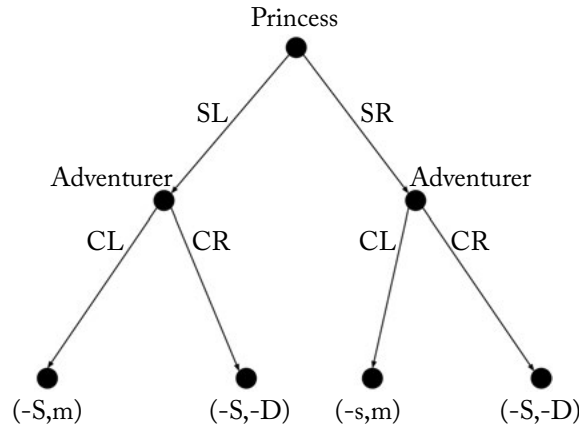 Princess
SL
SR
Adventurer
Adventurer
CL
CR
CL
CR
(-S,m)
(-S,-D)
(-s,m)
(-S,-D)